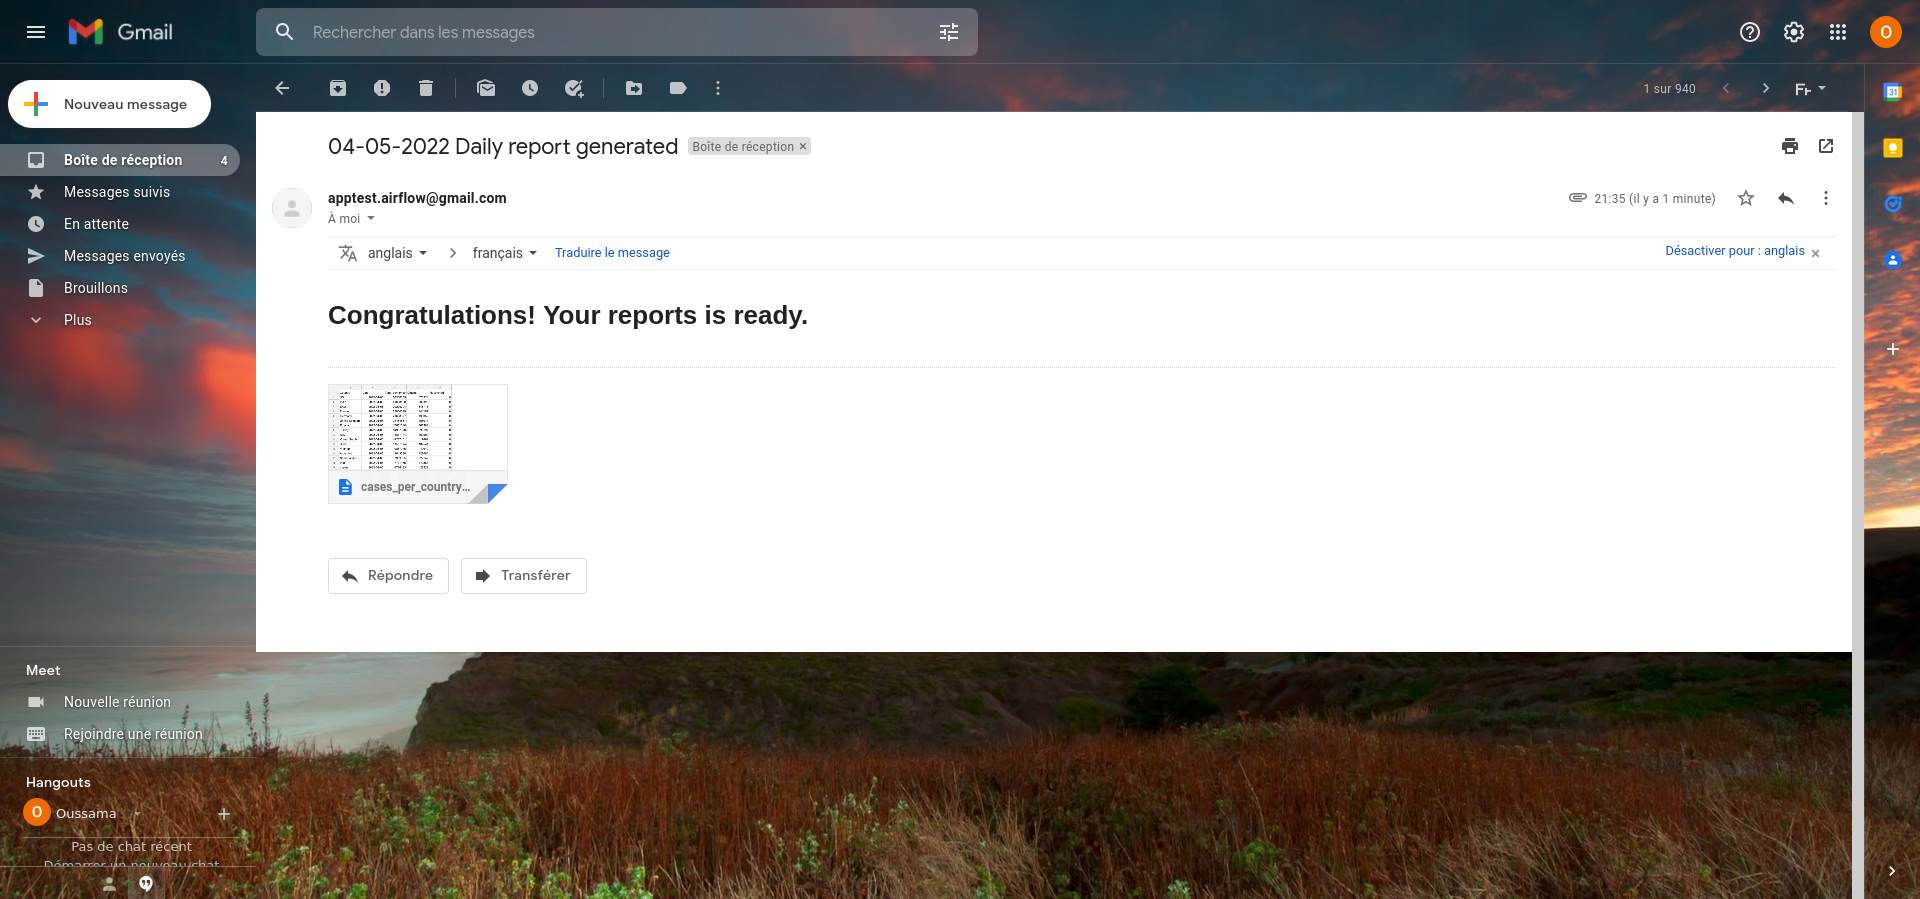 Gmail
Rechercher dans les messages
O
Nouveau message
1 sur 940
Boîte de réception 4
Messages suivis
En attente
Messages envoyés
Brouillons
Plus
04-05-2022 Daily report generated Boîte de réception ×
apptest.airflow@gmail.com
21:35 (il y a 1 minute)
À moi
anglais > français Traduire le message
Désactiver pour : anglais ×
Congratulations! Your reports is ready.
cases_per_country...
Répondre Transférer
Meet
Nouvelle réunion
Rejoindre une réunion
Hangouts
O Oussama +
Pas de chat récent
Démarrer un nouveau chat
31